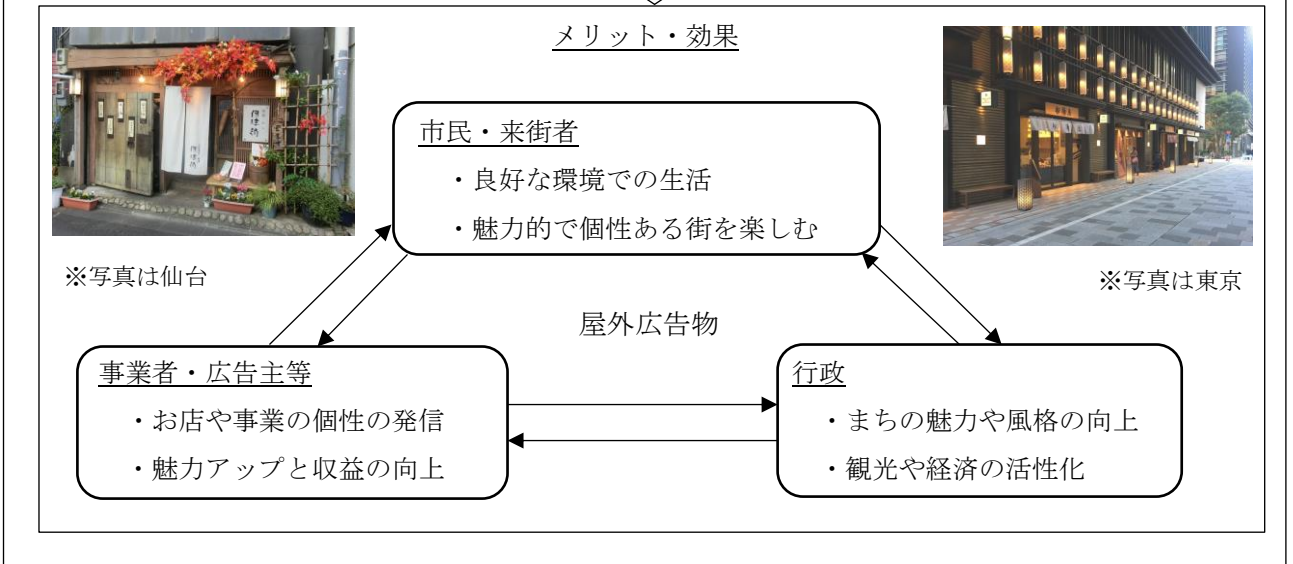 メリット・効果
市民・来街者
・良好な環境での生活
・魅力的で個性ある街を楽しむ
※写真は仙台
※写真は東京
屋外広告物
事業者・広告主等
・お店や事業の個性の発信
・魅力アップと収益の向上
行政
・まちの魅力や風格の向上
・観光や経済の活性化